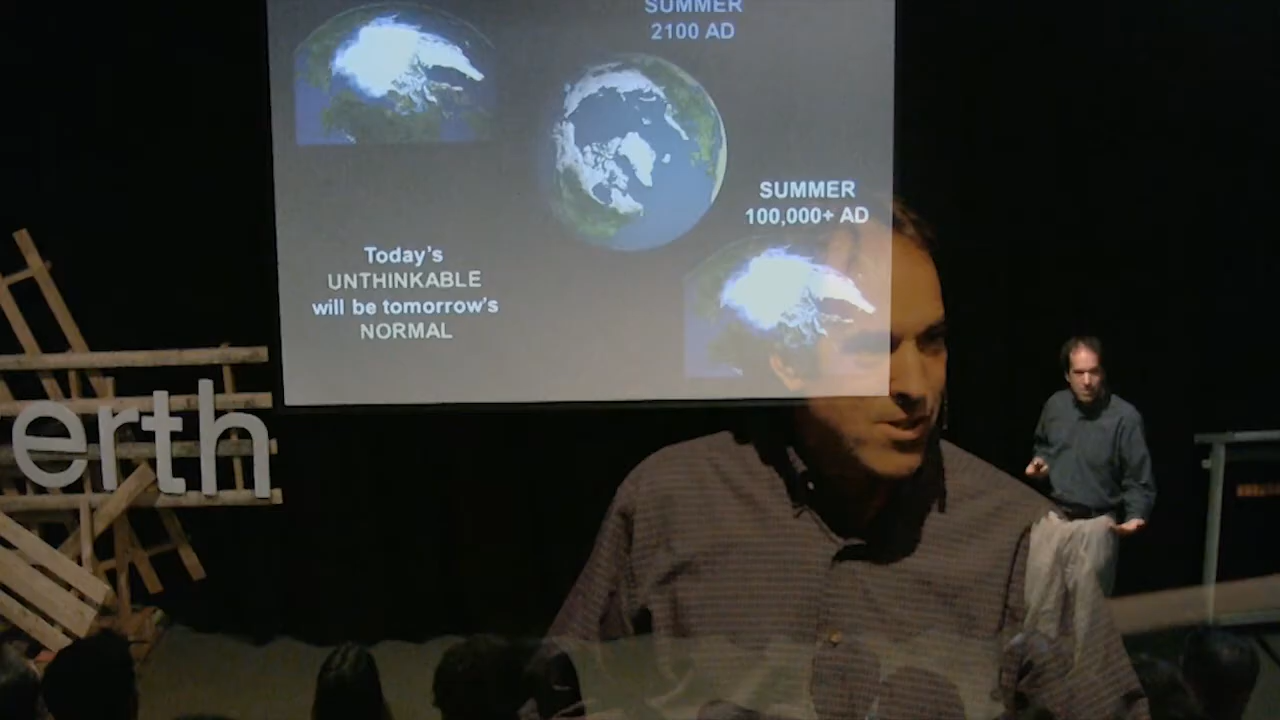 SUMMER
2100 AD
SUMMER
100,000+ AD
Today's
UNTHINKABLE
will be tomorrow's
NORMAL
erth